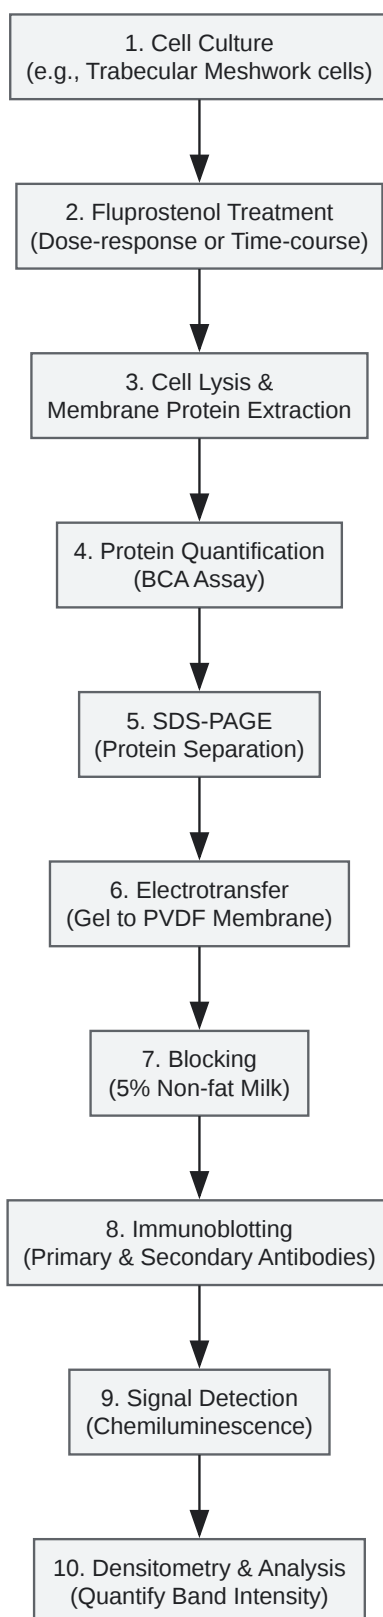 1. Cell Culture
(e.g., Trabecular Meshwork cells)
2. Fluprostenol Treatment
(Dose-response or Time-course)
3. Cell Lysis &
Membrane Protein Extraction
4. Protein Quantification
(BCA Assay)
5. SDS-PAGE
(Protein Separation)
6. Electrotransfer
(Gel to PVDF Membrane)
7. Blocking
(5% Non-fat Milk)
8. Immunoblotting
(Primary & Secondary Antibodies)
9. Signal Detection
(Chemiluminescence)
10. Densitometry & Analysis
(Quantify Band Intensity)